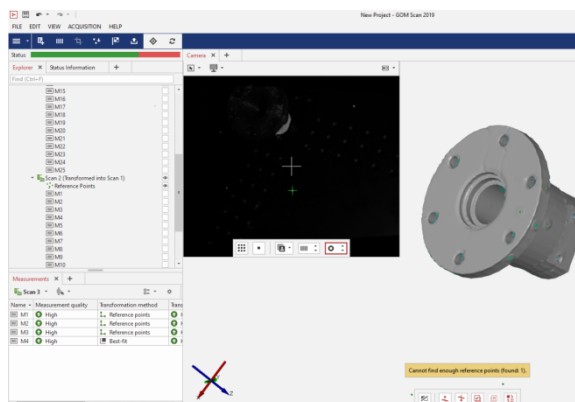 New Project - GOM Scan 2019
FILE EDIT VIEW ACQUISITION HELP
Status
Explorer Status Information
Find (Ctrl+F)
M15
M16
M17
M18
M19
M20
M21
M22
M23
M24
M25
Scan 2 (Transformed into Scan 1)
Reference Points
M1
M2
M3
M4
M5
M6
M7
M8
M9
M10
Camera
Measurements
Scan 3
Name Measurement quality Transformation method
M1 High Reference points
M2 High Reference points
M3 High Reference points
M4 High Best-fit
Cannot find enough reference points (found: 1).